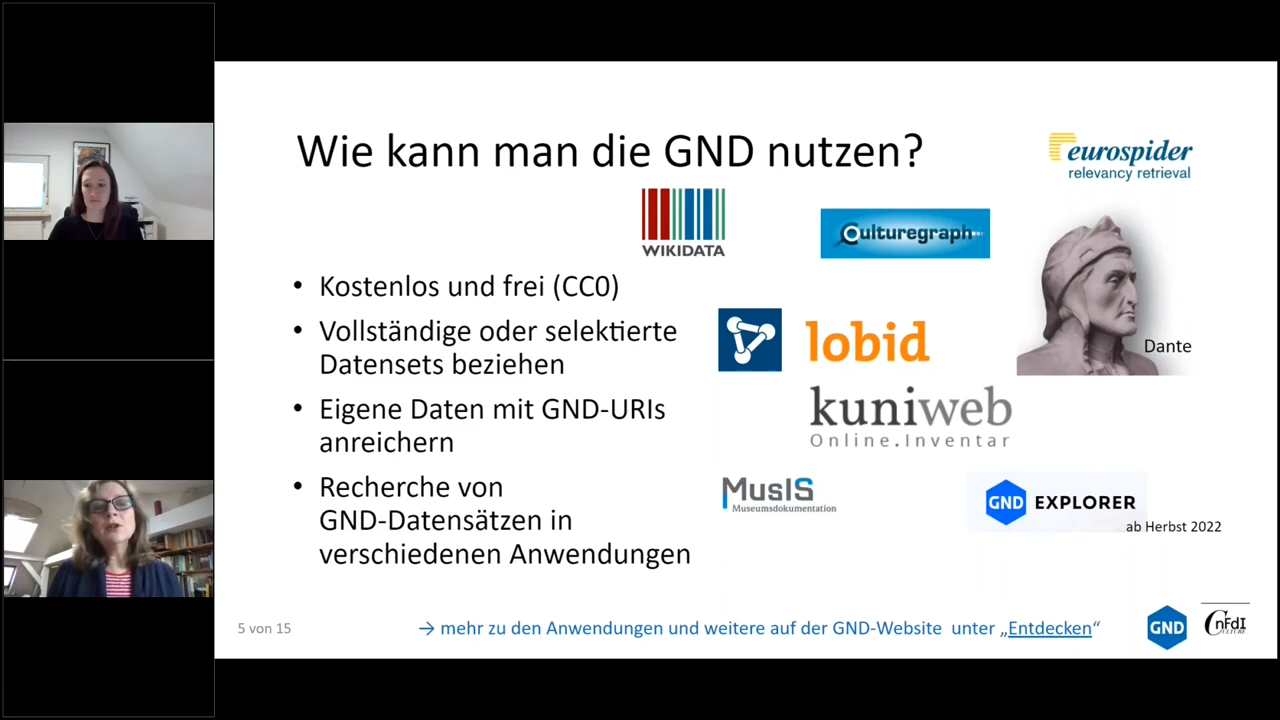 Wie kann man die GND nutzen?
eurospider
relevancy retrieval
WIKIDATA
Culturegraph
• Kostenlos und frei (CC0)
• Vollständige oder selektierte
Datensets beziehen
lobid
Dante
kuniweb
Online.Inventar
• Eigene Daten mit GND-URIs
anreichern
• Recherche von
GND-Datensätzen in
verschiedenen Anwendungen
MusIS
Museumsdokumentation
GND EXPLORER
ab Herbst 2022
5 von 15
→ mehr zu den Anwendungen und weitere auf der GND-Website unter „Entdecken“
GND
nFdI
CULTURE